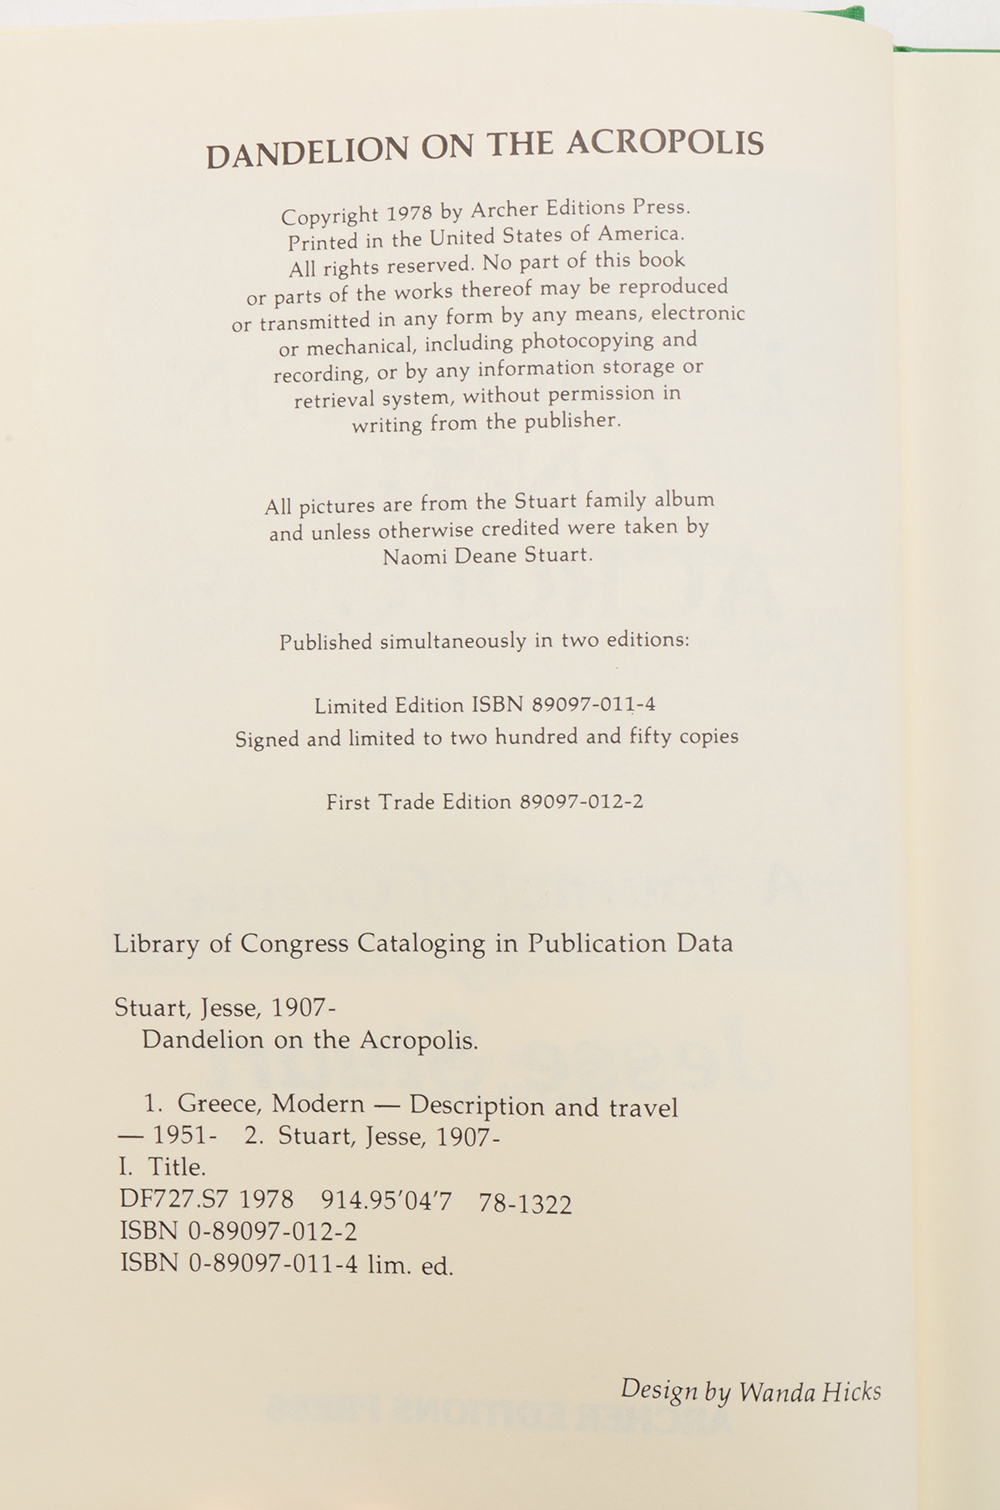 DANDELION ON THE ACROPOLIS
Copyright 1978 by Archer Editions Press.
Printed in the United States of America.
All rights reserved. No part of this book
or parts of the works thereof may be reproduced
or transmitted in any form by any means, electronic
or mechanical, including photocopying and
recording, or by any information storage or
retrieval system, without permission in
writing from the publisher.
All pictures are from the Stuart family album
and unless otherwise credited were taken by
Naomi Deane Stuart.
Published simultaneously in two editions:
Limited Edition ISBN 89097-011-4
Signed and limited to two hundred and fifty copies
First Trade Edition 89097-012-2
Library of Congress Cataloging in Publication Data
Stuart, Jesse, 1907-
Dandelion on the Acropolis.
1. Greece, Modern — Description and travel
— 1951- 2. Stuart, Jesse, 1907-
I. Title.
DF727.S7 1978 914.95'04'7 78-1322
ISBN 0-89097-012-2
ISBN 0-89097-011-4 lim. ed.
Design by Wanda Hicks